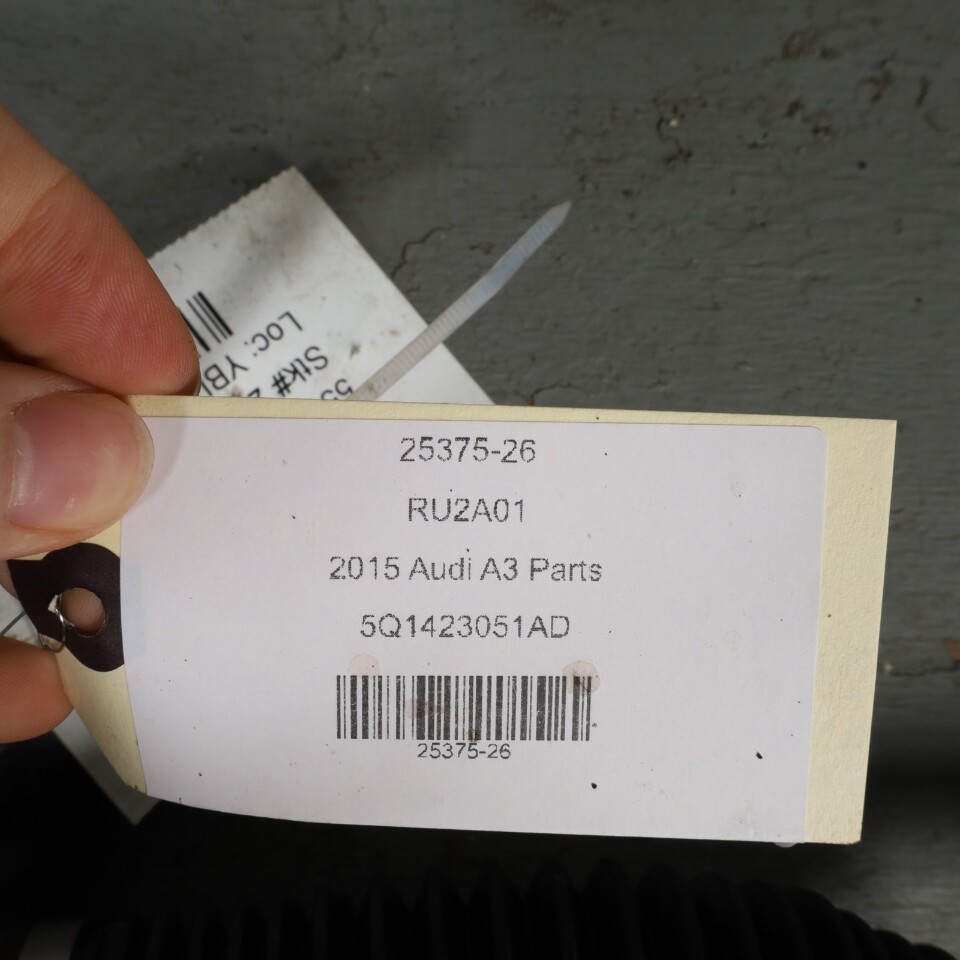 Loc: YB
Stk#
25375-26
RU2A01
2015 Audi A3 Parts
5Q1423051AD
25375-26